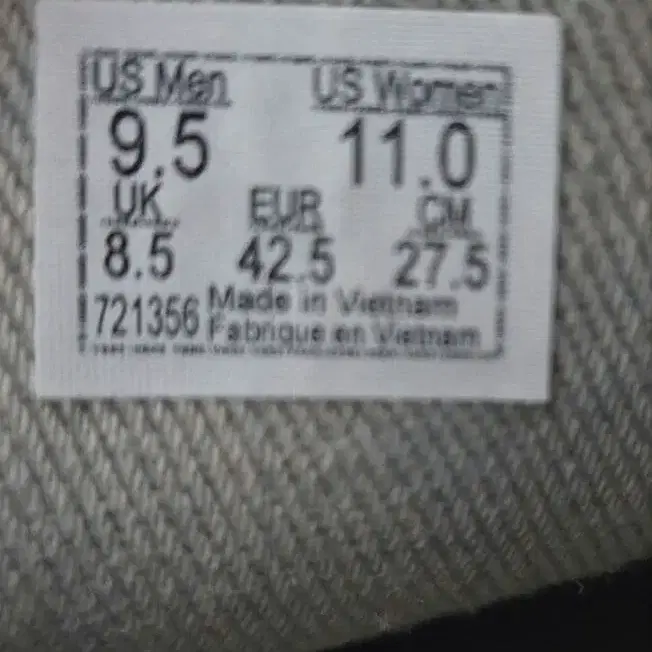 US Men US Women
9.5 11.0
UK EUR CM
8.5 42.5 27.5
721356 Made in Vietnam
Fabrique en Vietnam